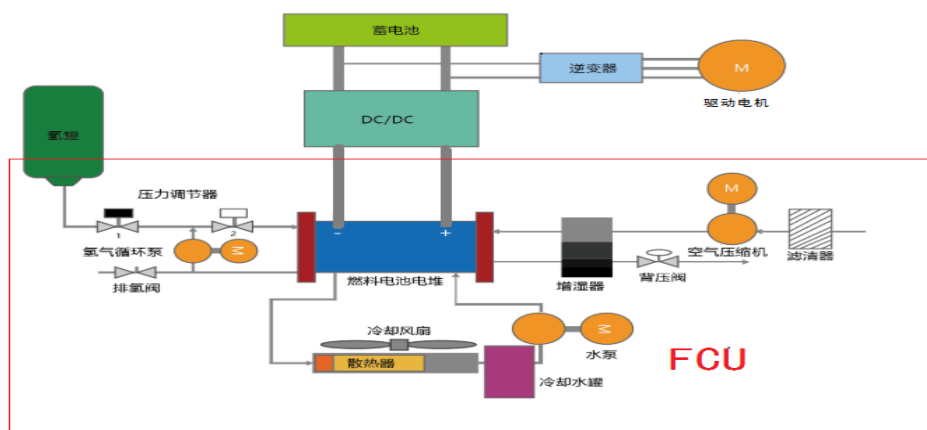 蓄电池
逆变器
M
驱动电机
DC/DC
氢罐
压力调节器
M
1
2
-
+
氢气循环泵
M
空气压缩机
滤清器
排氢阀
燃料电池电堆
增湿器
背压阀
冷却风扇
M
水泵
散热器
FCU
冷却水罐